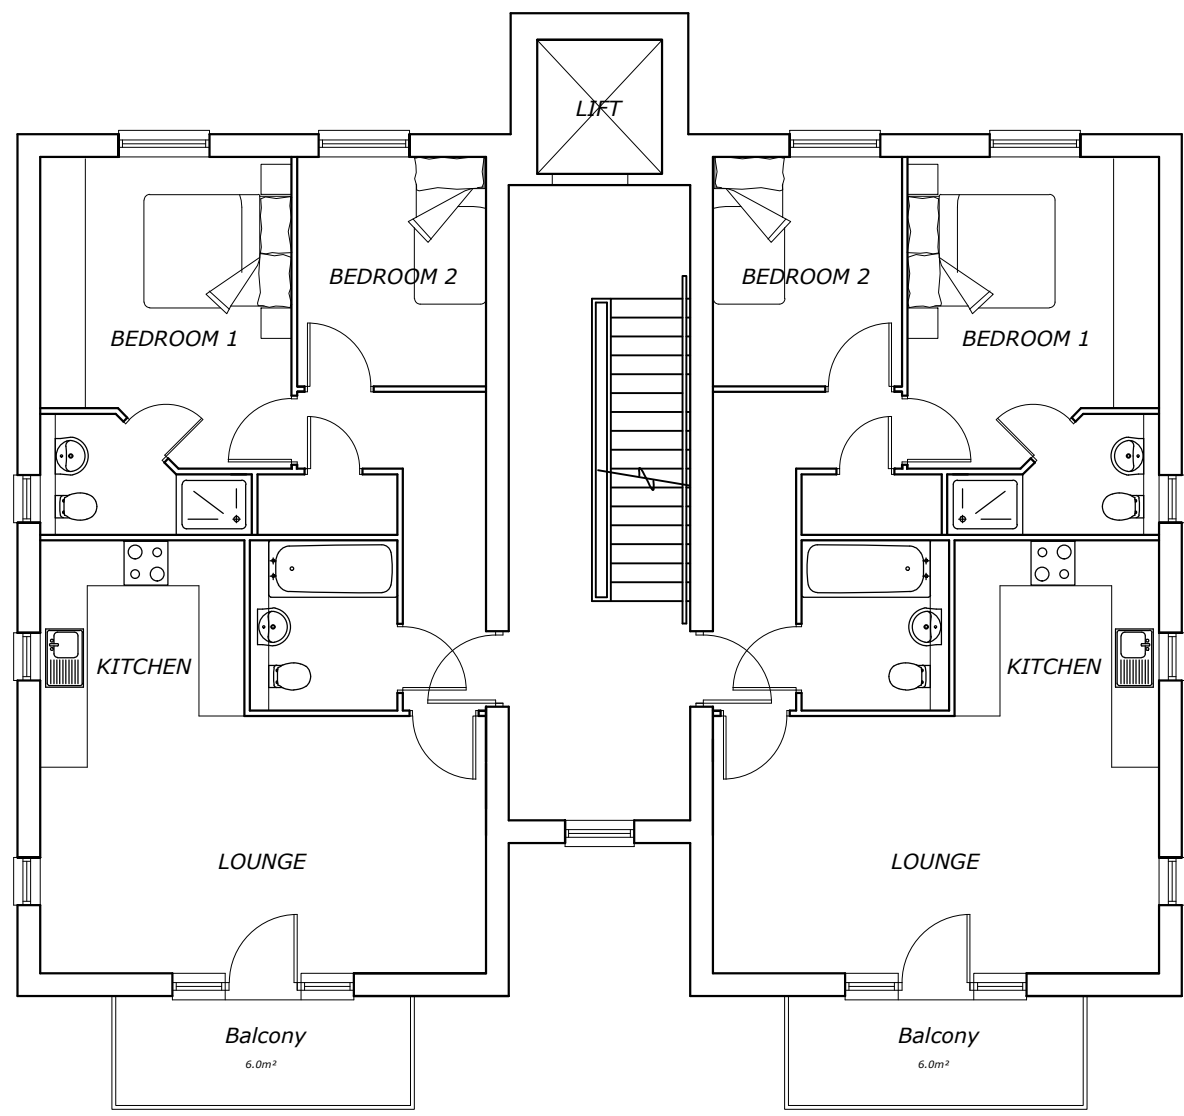 LIFT
BEDROOM 2
BEDROOM 2
BEDROOM 1
BEDROOM 1
KITCHEN
KITCHEN
LOUNGE
LOUNGE
Balcony
6.0m²
Balcony
6.0m²